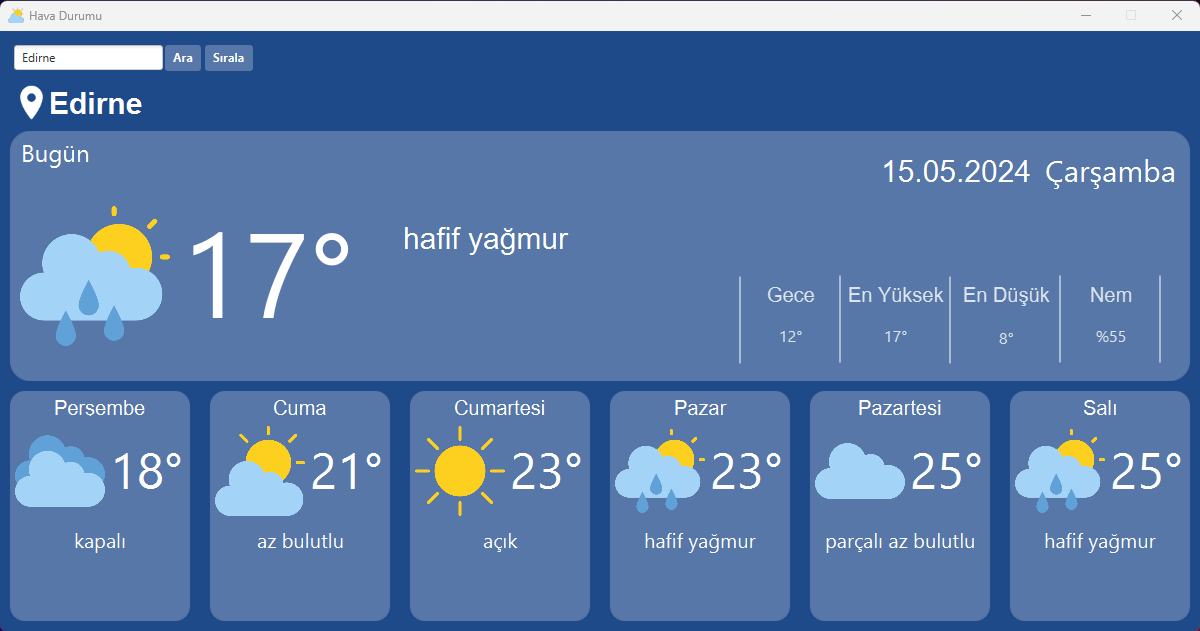 Hava Durumu
Edirne Ara Sırala
Edirne
Bugün
15.05.2024 Çarşamba
17° hafif yağmur
Gece En Yüksek En Düşük Nem
12° 17° 8° %55
Perşembe Cuma Cumartesi Pazar Pazartesi Salı
18° 21° 23° 23° 25° 25°
kapalı az bulutlu açık hafif yağmur parçalı az bulutlu hafif yağmur